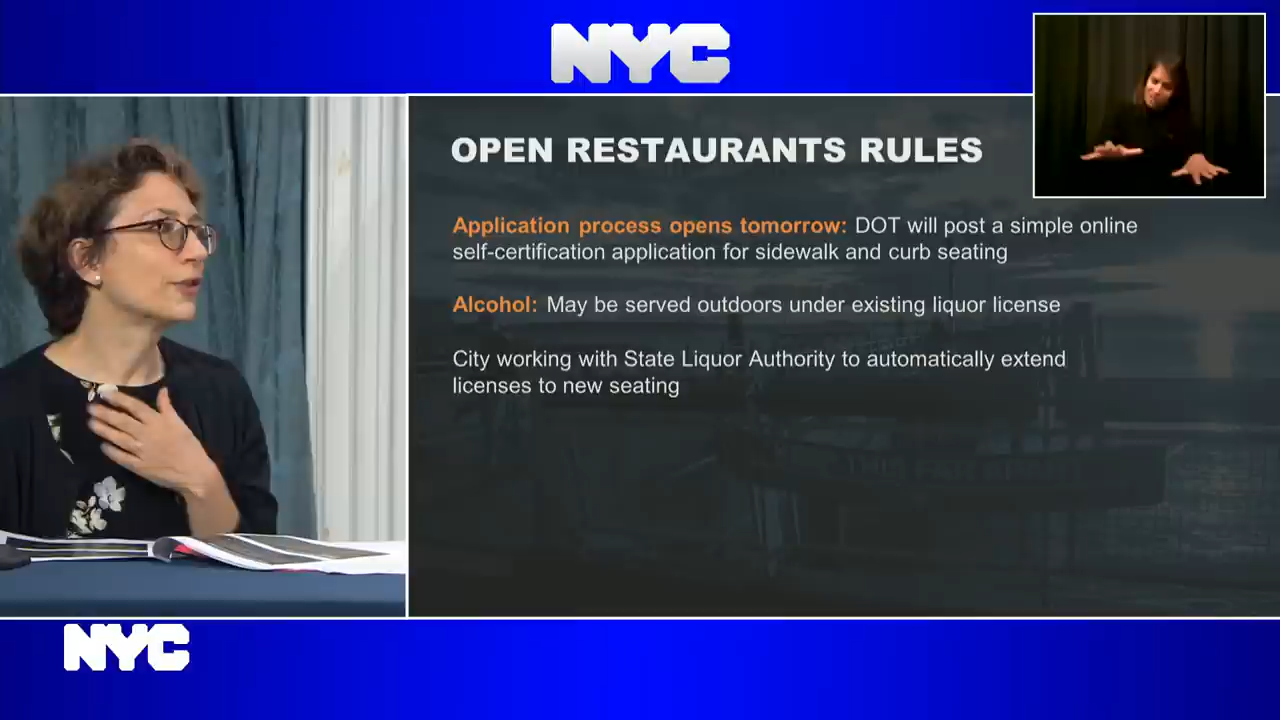 NYC
OPEN RESTAURANTS RULES
Application process opens tomorrow: DOT will post a simple online
self-certification application for sidewalk and curb seating
Alcohol: May be served outdoors under existing liquor license
City working with State Liquor Authority to automatically extend
licenses to new seating
NYC